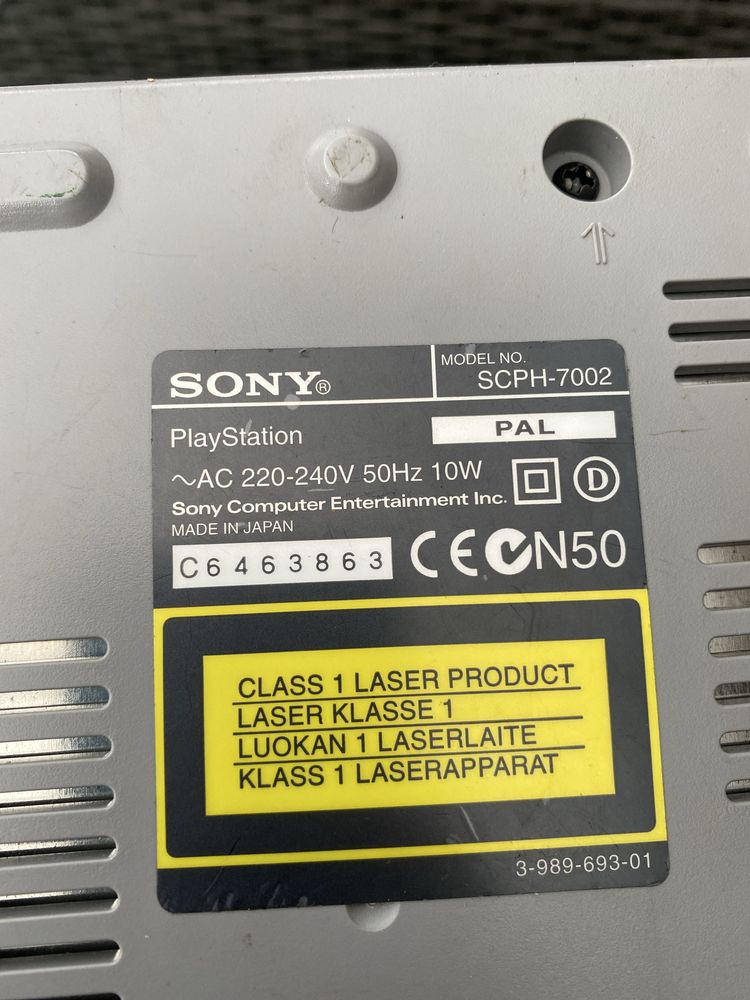 SONY®
MODEL NO.
SCPH-7002
PlayStation
PAL
~AC 220-240V 50Hz 10W
D
Sony Computer Entertainment Inc.
MADE IN JAPAN
C6463863
CE N50
CLASS 1 LASER PRODUCT
LASER KLASSE 1
LUOKAN 1 LASERLAITE
KLASS 1 LASERAPPARAT
3-989-693-01